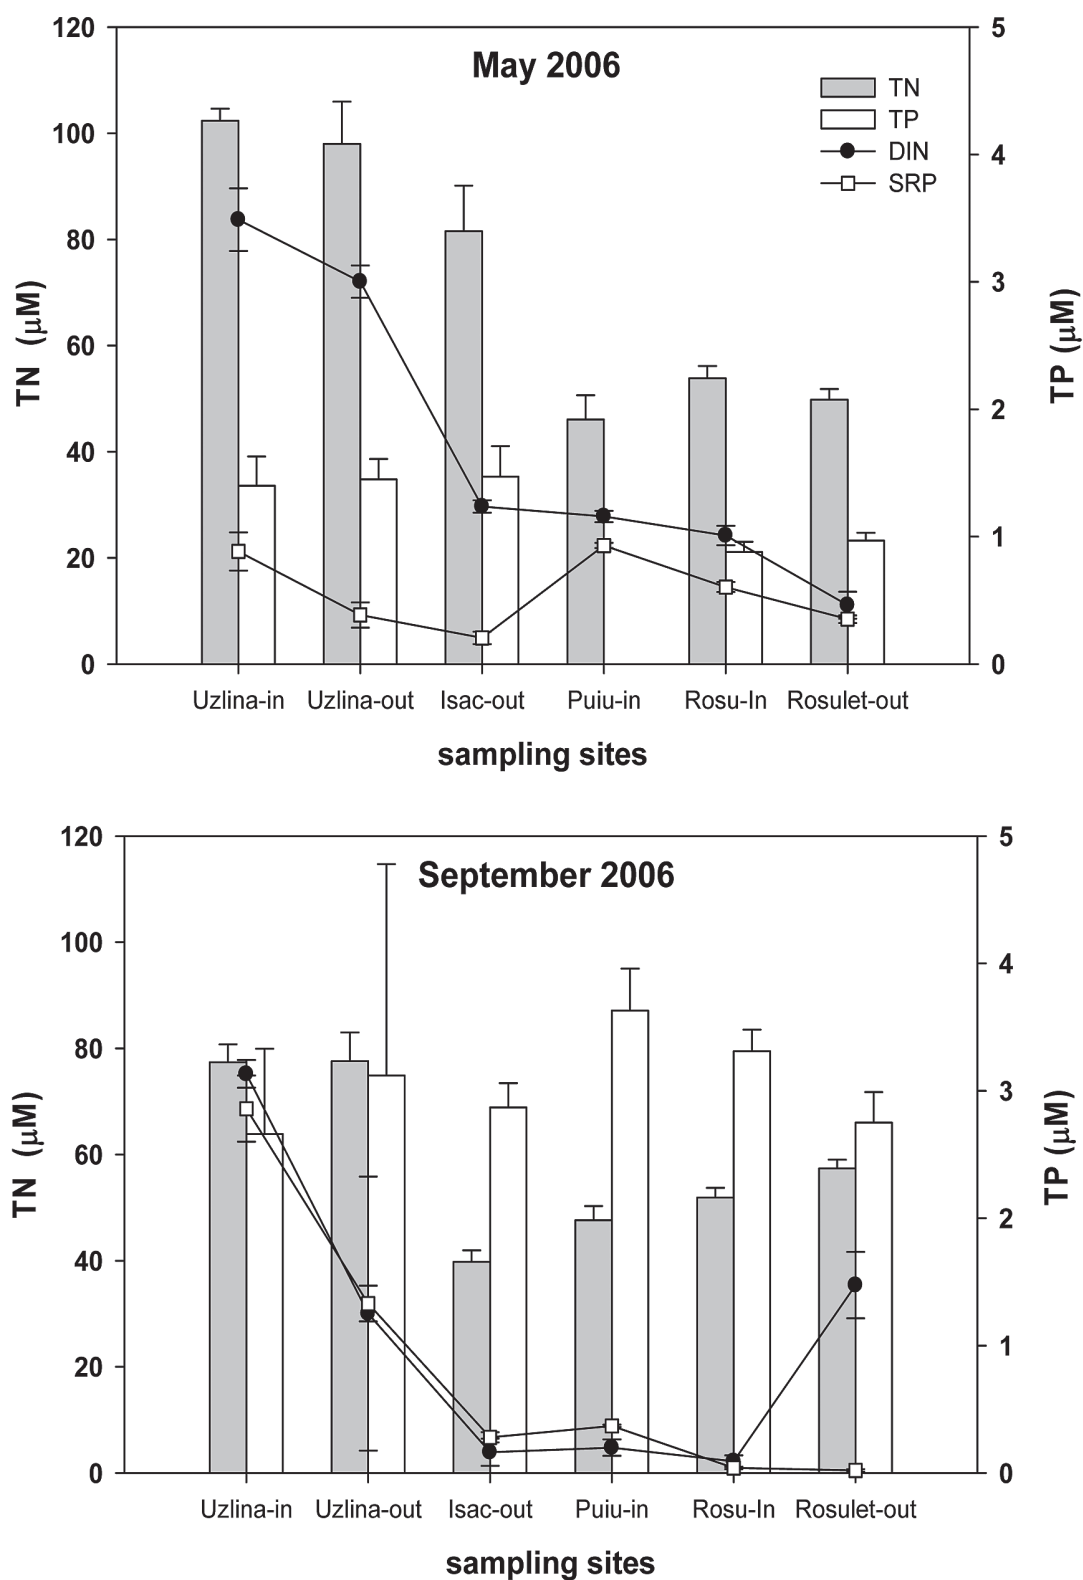 May 2006
TN
TP
DIN
SRP
120
100
80
60
40
20
0
5
4
3
2
1
0
TN (μM)
TP (μM)
Uzlina-in Uzlina-out Isac-out Puiu-in Rosu-In Rosulet-out
sampling sites
September 2006
120
100
80
60
40
20
0
5
4
3
2
1
0
TN (μM)
TP (μM)
Uzlina-in Uzlina-out Isac-out Puiu-in Rosu-In Rosulet-out
sampling sites